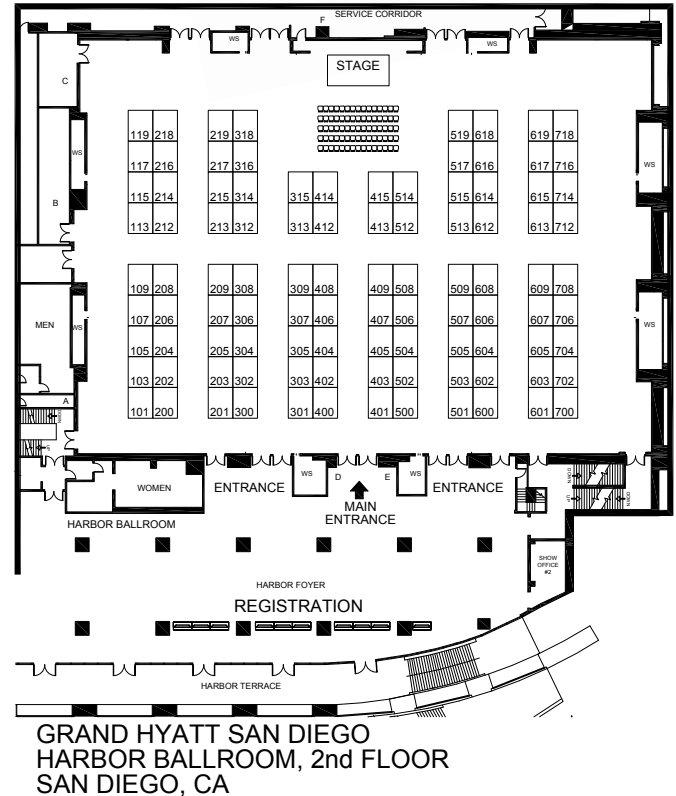 F
SERVICE CORRIDOR
WS
WS
STAGE
C
119 218 219 318 519 618 619 718
WS
117 216 217 316 517 616 617 716
WS
115 214 215 314 315 414 415 514 515 614 615 714
B
113 212 213 312 313 412 413 512 513 612 613 712
109 208 209 308 309 408 409 508 509 608 609 708
MEN
WS
107 206 207 306 307 406 407 506 507 606 607 706
WS
105 204 205 304 305 404 405 504 505 604 605 704
103 202 203 302 303 402 403 502 503 602 603 702
A
101 200 201 300 301 400 401 500 501 600 601 700
DOWN
UP
WS
D
E
WS
DOWN
UP
DOWN
WOMEN
ENTRANCE
ENTRANCE
MAIN
ENTRANCE
HARBOR BALLROOM
SHOW
OFFICE
#2
HARBOR FOYER
REGISTRATION
HARBOR TERRACE
GRAND HYATT SAN DIEGO
HARBOR BALLROOM, 2nd FLOOR
SAN DIEGO, CA